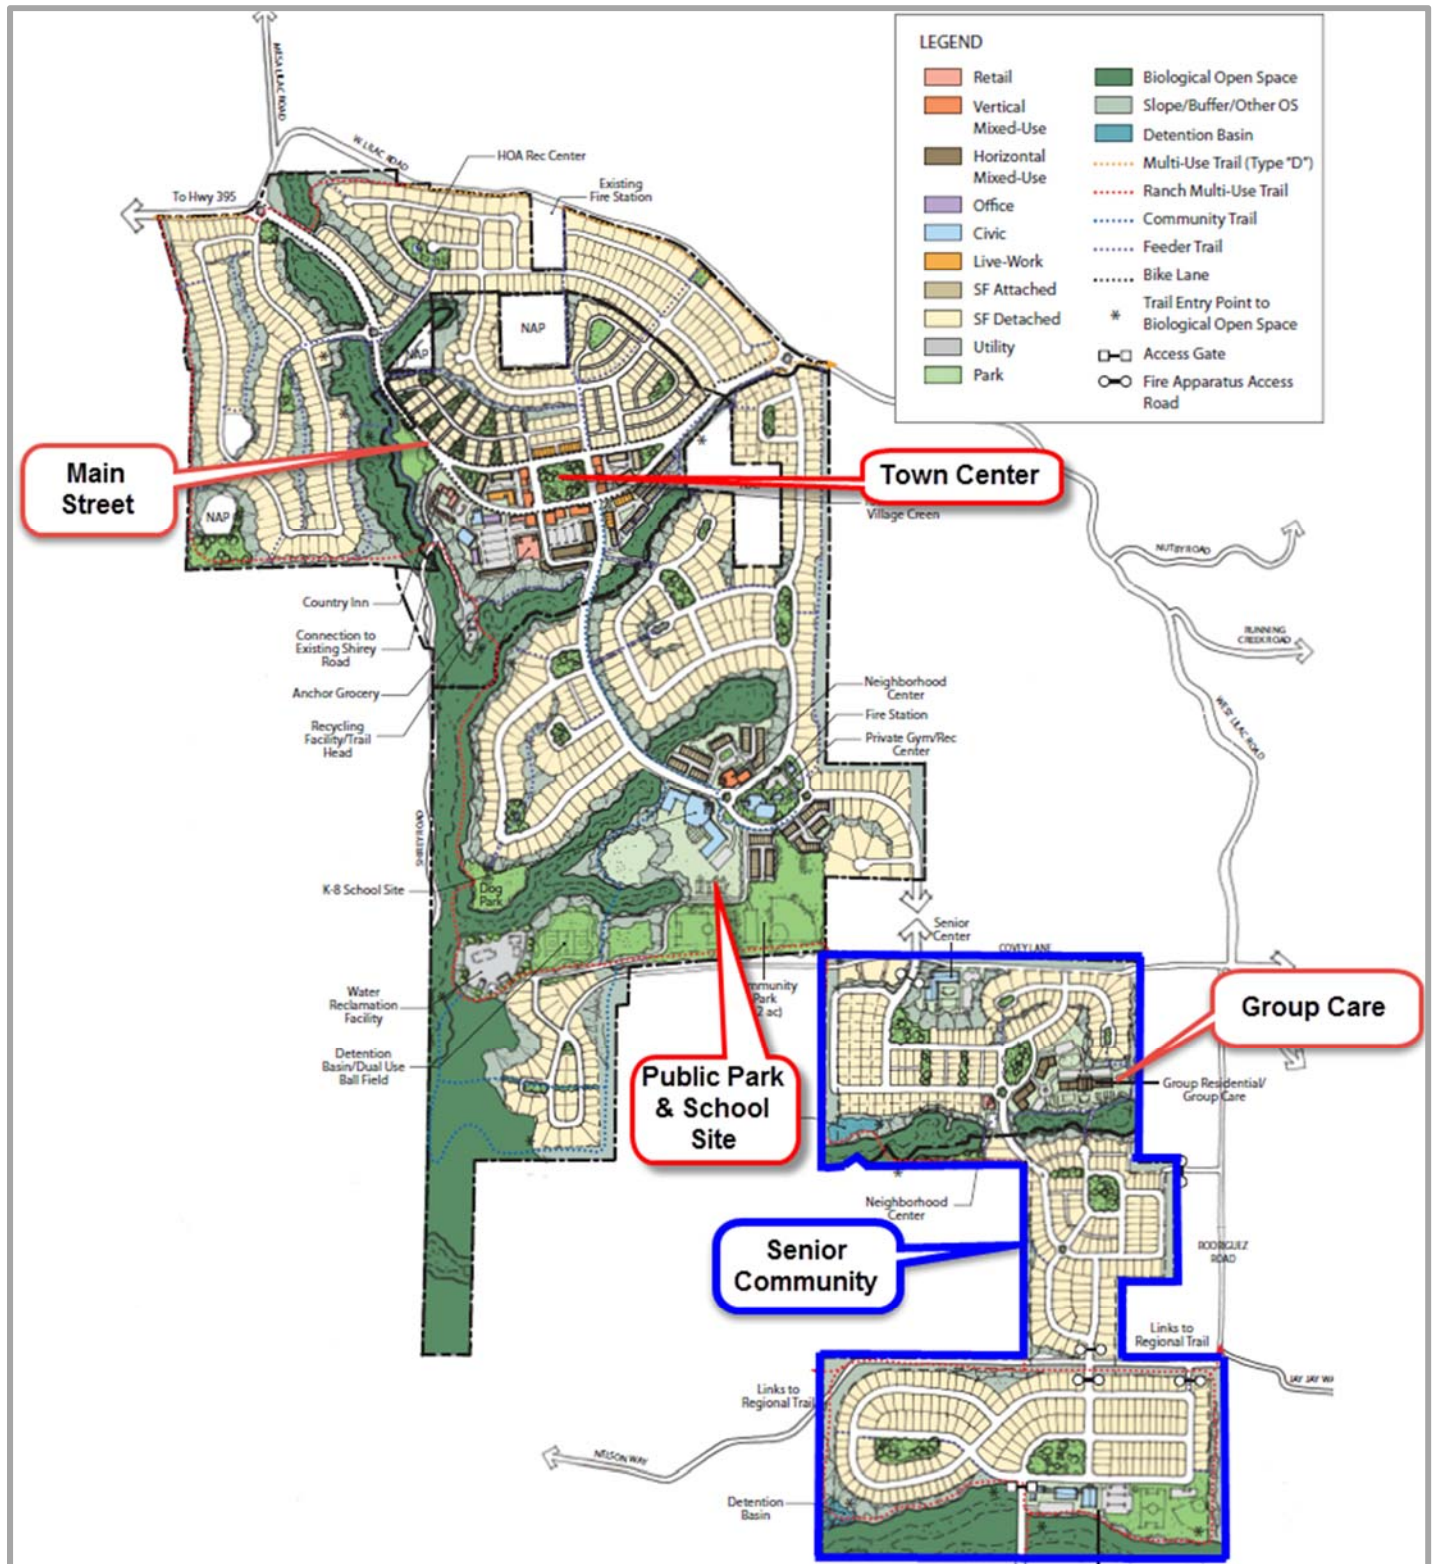 MESA LILAC ROAD
W LILAC ROAD
To Hwy 395
HOA Rec Center
Existing
Fire Station
LEGEND
Retail
Vertical
Mixed-Use
Horizontal
Mixed-Use
Office
Civic
Live-Work
SF Attached
SF Detached
Utility
Park
Biological Open Space
Slope/Buffer/Other OS
Detention Basin
Multi-Use Trail (Type "D")
Ranch Multi-Use Trail
Community Trail
Feeder Trail
Bike Lane
Trail Entry Point to
Biological Open Space
Access Gate
Fire Apparatus Access
Road
NAP
NAP
NAP
Main
Street
Town Center
Village Green
NUTBY ROAD
RUNNING
CREEK ROAD
WEST LILAC ROAD
Country Inn
Connection to
Existing Shirey
Road
Anchor Grocery
Recycling
Facility/Trail
Head
Neighborhood
Center
Fire Station
Private Gym/Rec
Center
SHIREY ROAD
K-8 School Site
Dog
Park
Senior
Center
COVEY LANE
Water
Reclamation
Facility
mmunity
Park
2 ac)
Detention
Basin/Dual Use
Ball Field
Public Park
& School
Site
Group Care
Group Residential/
Group Care
Neighborhood
Center
Senior
Community
RODRIGUEZ
ROAD
Links to
Regional Trail
JAY JAY WA
Links to
Regional Trail
NELSON WAY
Detention
Basin